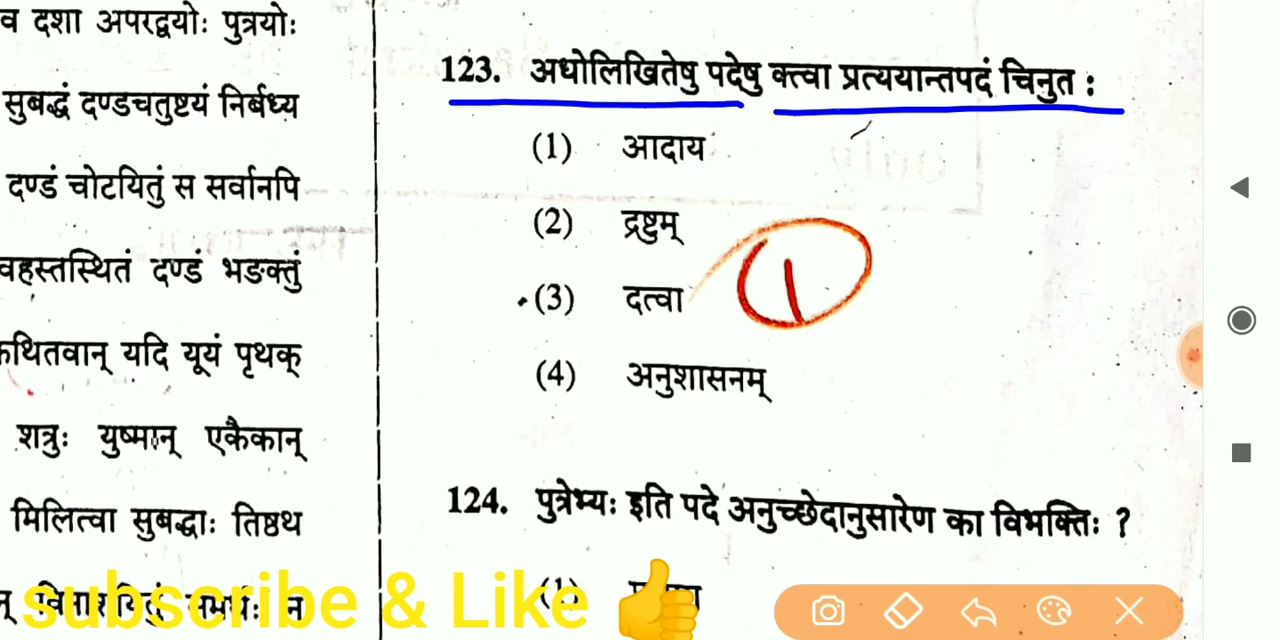 व दशा अपरद्वयोः पुत्रयोः
सुबद्धं दण्डचतुष्टयं निर्बध्य
दण्डं चोटयितुं स सर्वानपि
वहस्तस्थितं दण्डं भङक्तुं
कथितवान् यदि यूयं पृथक्
शत्रुः युष्मान् एकैकान्
मिलित्वा सुबद्धाः तिष्ठथ
123. अधोलिखितेषु पदेषु क्त्वा प्रत्ययान्तपदं चिनुत :
(1) आदाय
(2) द्रष्टुम्
(3) दत्वा
(4) अनुशासनम्
1
124. पुत्रेभ्यः इति पदे अनुच्छेदानुसारेण का विभक्तिः ?
(1)
subscribe & Like